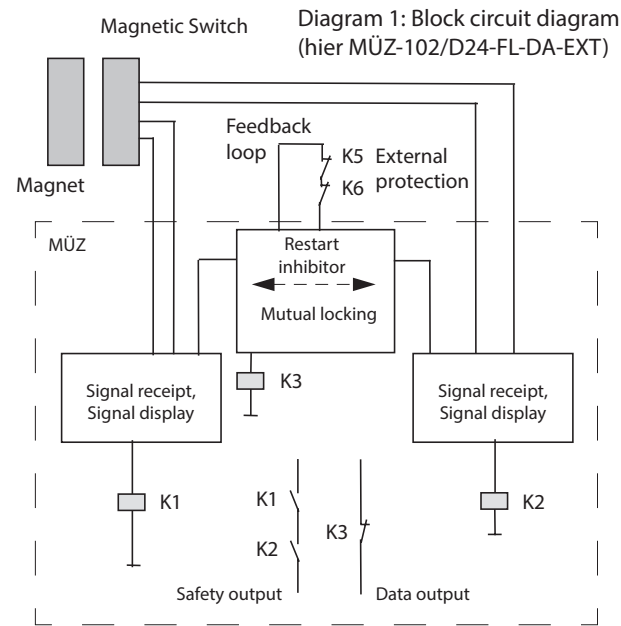 Diagram 1: Block circuit diagram
(hier MÜZ-102/D24-FL-DA-EXT)
Magnetic Switch
Magnet
Feedback
loop
K5
K6
External
protection
MÜZ
Restart
inhibitor
Mutual locking
K3
Signal receipt,
Signal display
Signal receipt,
Signal display
K1
K1
K2
K3
K2
Safety output
Data output